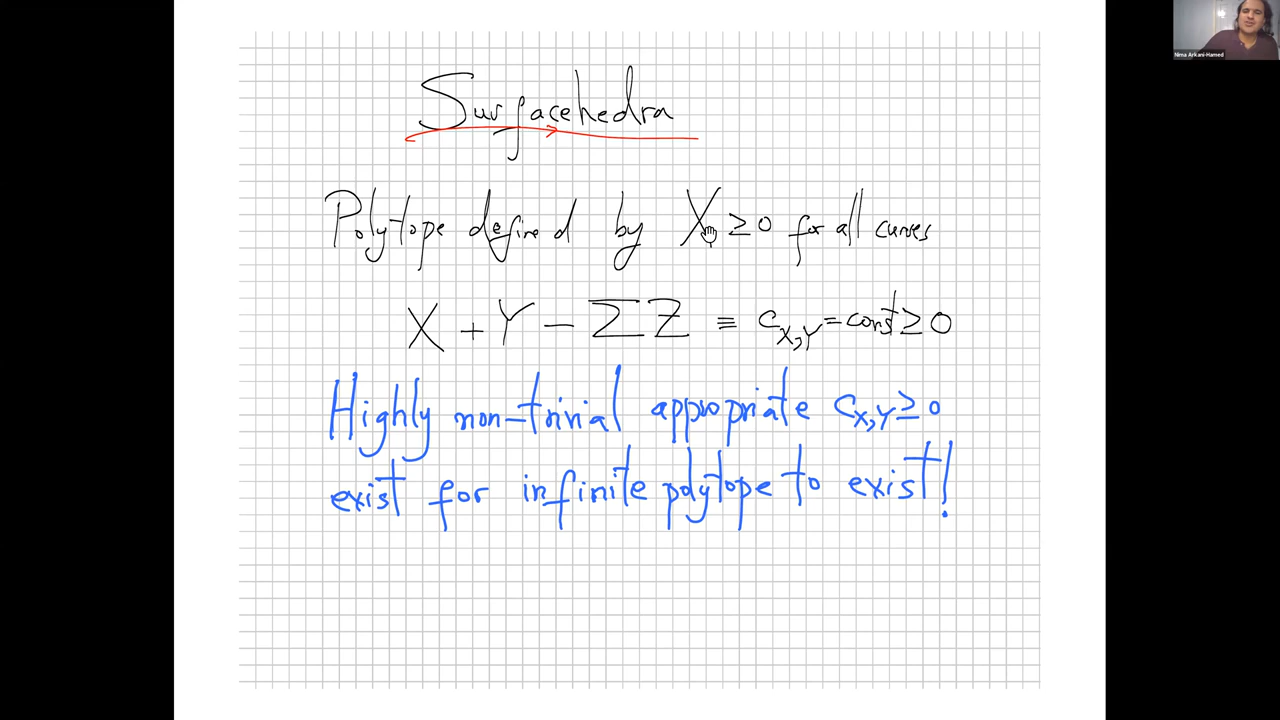 Nima Arkani-Hamed
Surfacehedra
Polytope defined by X ≥ 0 for all curves
X + Y − ∑ Z ≡ c_{X,Y} = const ≥ 0
Highly non-trivial appropriate c_{X,Y} ≥ 0
exist for infinite polytope to exist!